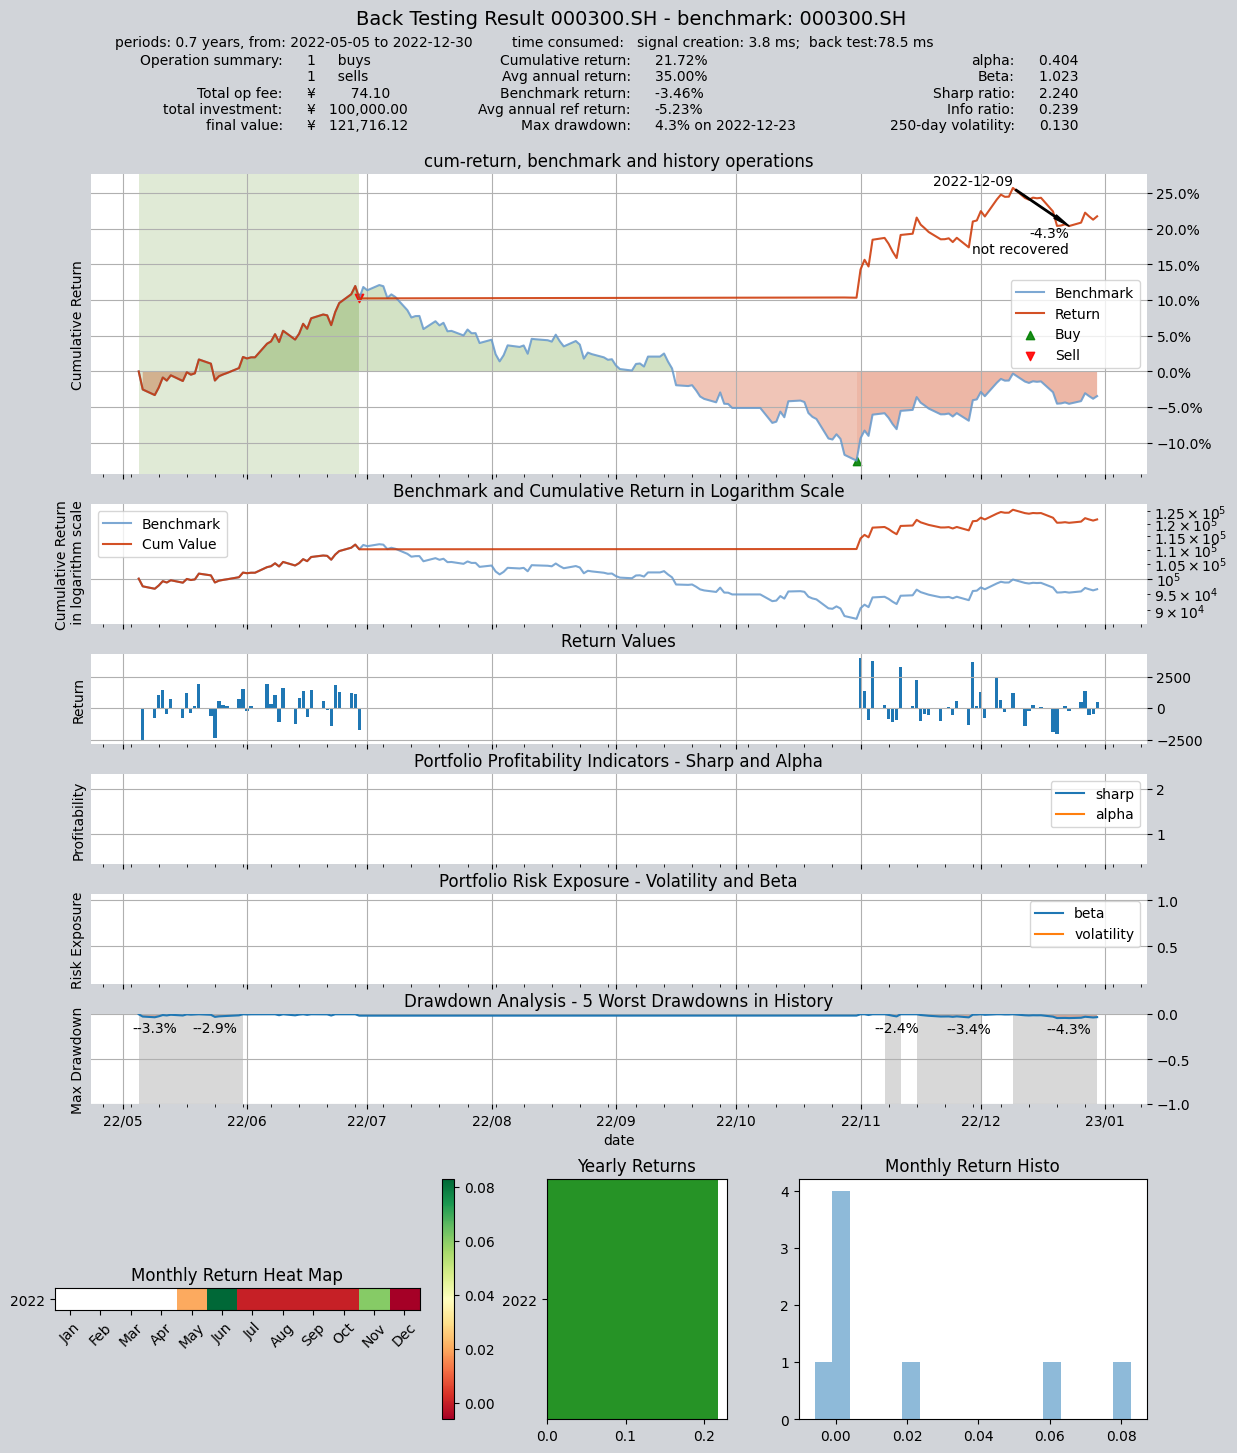 Back Testing Result 000300.SH - benchmark: 000300.SH
periods: 0.7 years, from: 2022-05-05 to 2022-12-30 time consumed: signal creation: 3.8 ms; back test:78.5 ms
Operation summary: 1 buys Cumulative return: 21.72% alpha: 0.404
1 sells Avg annual return: 35.00% Beta: 1.023
Total op fee: ¥ 74.10 Benchmark return: -3.46% Sharp ratio: 2.240
total investment: ¥ 100,000.00 Avg annual ref return: -5.23% Info ratio: 0.239
final value: ¥ 121,716.12 Max drawdown: 4.3% on 2022-12-23 250-day volatility: 0.130
cum-return, benchmark and history operations
Cumulative Return
2022-12-09
-4.3%
not recovered
Benchmark
Return
Buy
Sell
25.0%
20.0%
15.0%
10.0%
5.0%
0.0%
−5.0%
−10.0%
Benchmark and Cumulative Return in Logarithm Scale
Cumulative Return
in logarithm scale
Benchmark
Cum Value
1.25 × 10^5
1.2 × 10^5
1.15 × 10^5
1.1 × 10^5
1.05 × 10^5
10^5
9.5 × 10^4
9 × 10^4
Return Values
Return
2500
0
−2500
Portfolio Profitability Indicators - Sharp and Alpha
Profitability
sharp
alpha
2
1
Portfolio Risk Exposure - Volatility and Beta
Risk Exposure
beta
volatility
1.0
0.5
Drawdown Analysis - 5 Worst Drawdowns in History
Max Drawdown
--3.3% --2.9% --2.4% --3.4% --4.3%
0.0
−0.5
−1.0
22/05 22/06 22/07 22/08 22/09 22/10 22/11 22/12 23/01
date
Monthly Return Heat Map
2022
Jan Feb Mar Apr May Jun Jul Aug Sep Oct Nov Dec
0.08
0.06
0.04
0.02
0.00
Yearly Returns
2022
0.0 0.1 0.2
Monthly Return Histo
4
3
2
1
0
0.00 0.02 0.04 0.06 0.08